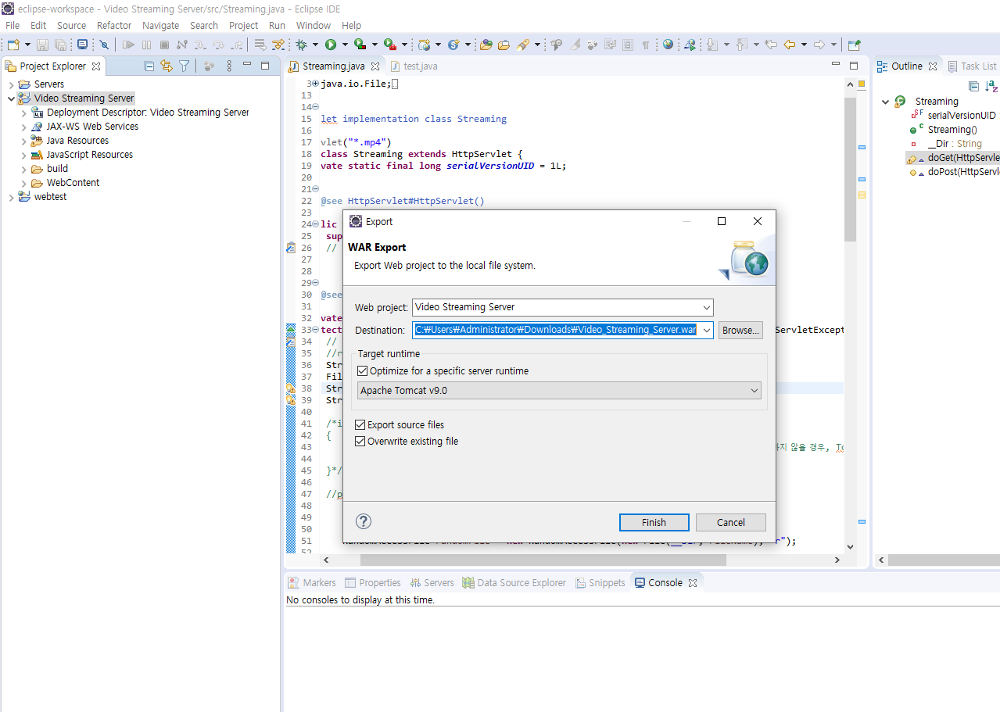 eclipse-workspace - Video Streaming Server/src/Streaming.java - Eclipse IDE
File Edit Source Refactor Navigate Search Project Run Window Help
Project Explorer
Servers
Video Streaming Server
Deployment Descriptor: Video Streaming Server
JAX-WS Web Services
Java Resources
JavaScript Resources
build
WebContent
webtest
Streaming.java
test.java
3 java.io.File;
13
14
15 let implementation class Streaming
16
17 vlet("*.mp4")
18 class Streaming extends HttpServlet {
19 vate static final long serialVersionUID = 1L;
20
21
22 @see HttpServlet#HttpServlet()
23
24 lic
25 sup
26 //
27
28
29
30 @see
31
32 vate
33 tect ServletExcept
34 //
35 //r
36 Str
37 Fil
38 Str
39 Str
40
41 /*i
42 {
43 하지 않을 경우, To
44
45 }*/
46
47 //p
48
49
50
51 r");
52
Export
WAR Export
Export Web project to the local file system.
Web project: Video Streaming Server
Destination: C:₩Users₩Administrator₩Downloads₩Video_Streaming_Server.war Browse...
Target runtime
Optimize for a specific server runtime
Apache Tomcat v9.0
Export source files
Overwrite existing file
Finish Cancel
Outline Task List
Streaming
serialVersionUID
Streaming()
__Dir : String
doGet(HttpServle
doPost(HttpServl
Markers Properties Servers Data Source Explorer Snippets Console
No consoles to display at this time.